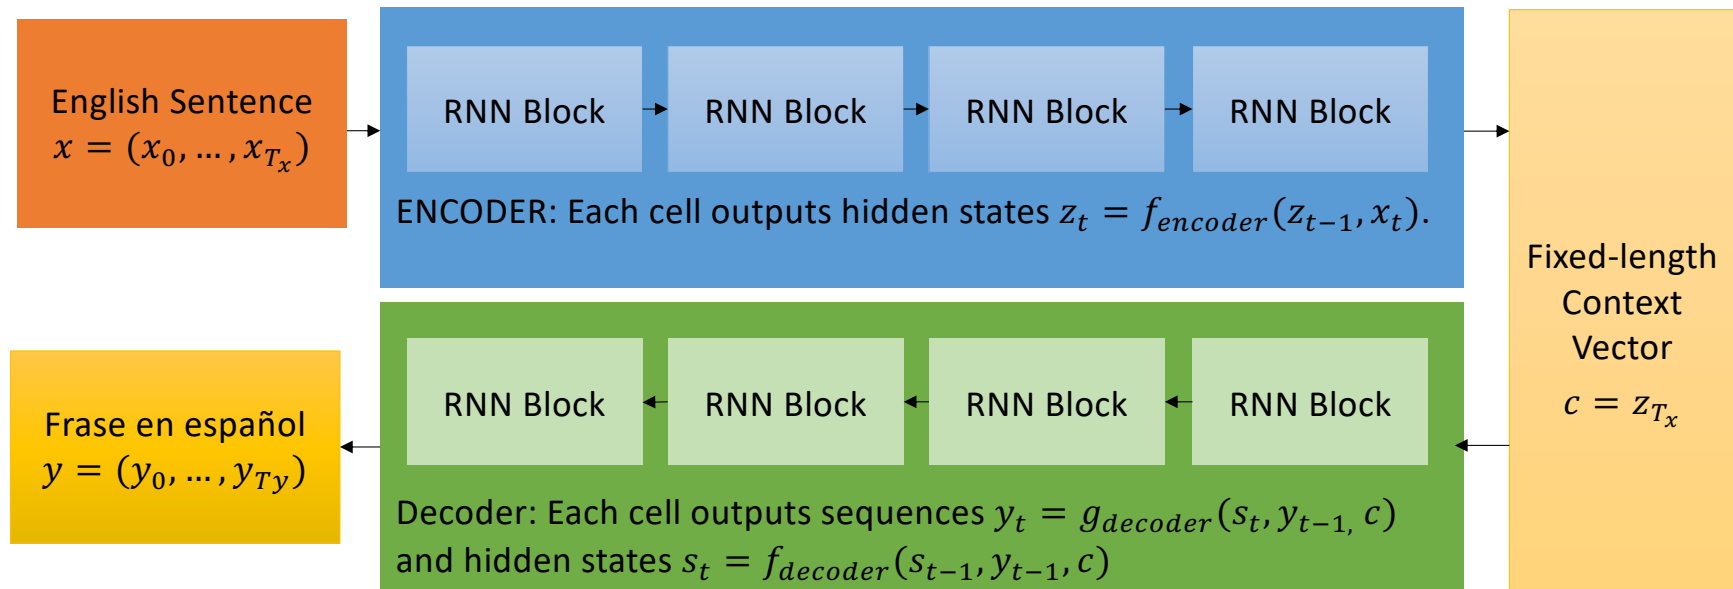 English Sentence
x = (x₀, … , x_{T_x})
RNN Block
RNN Block
RNN Block
RNN Block
ENCODER: Each cell outputs hidden states z_t = f_{encoder}(z_{t−1}, x_t).
Fixed-length
Context
Vector
c = z_{T_x}
RNN Block
RNN Block
RNN Block
RNN Block
Decoder: Each cell outputs sequences y_t = g_{decoder}(s_t, y_{t−1,} c)
and hidden states s_t = f_{decoder}(s_{t−1}, y_{t−1}, c)
Frase en español
y = (y₀, … , y_{Ty})